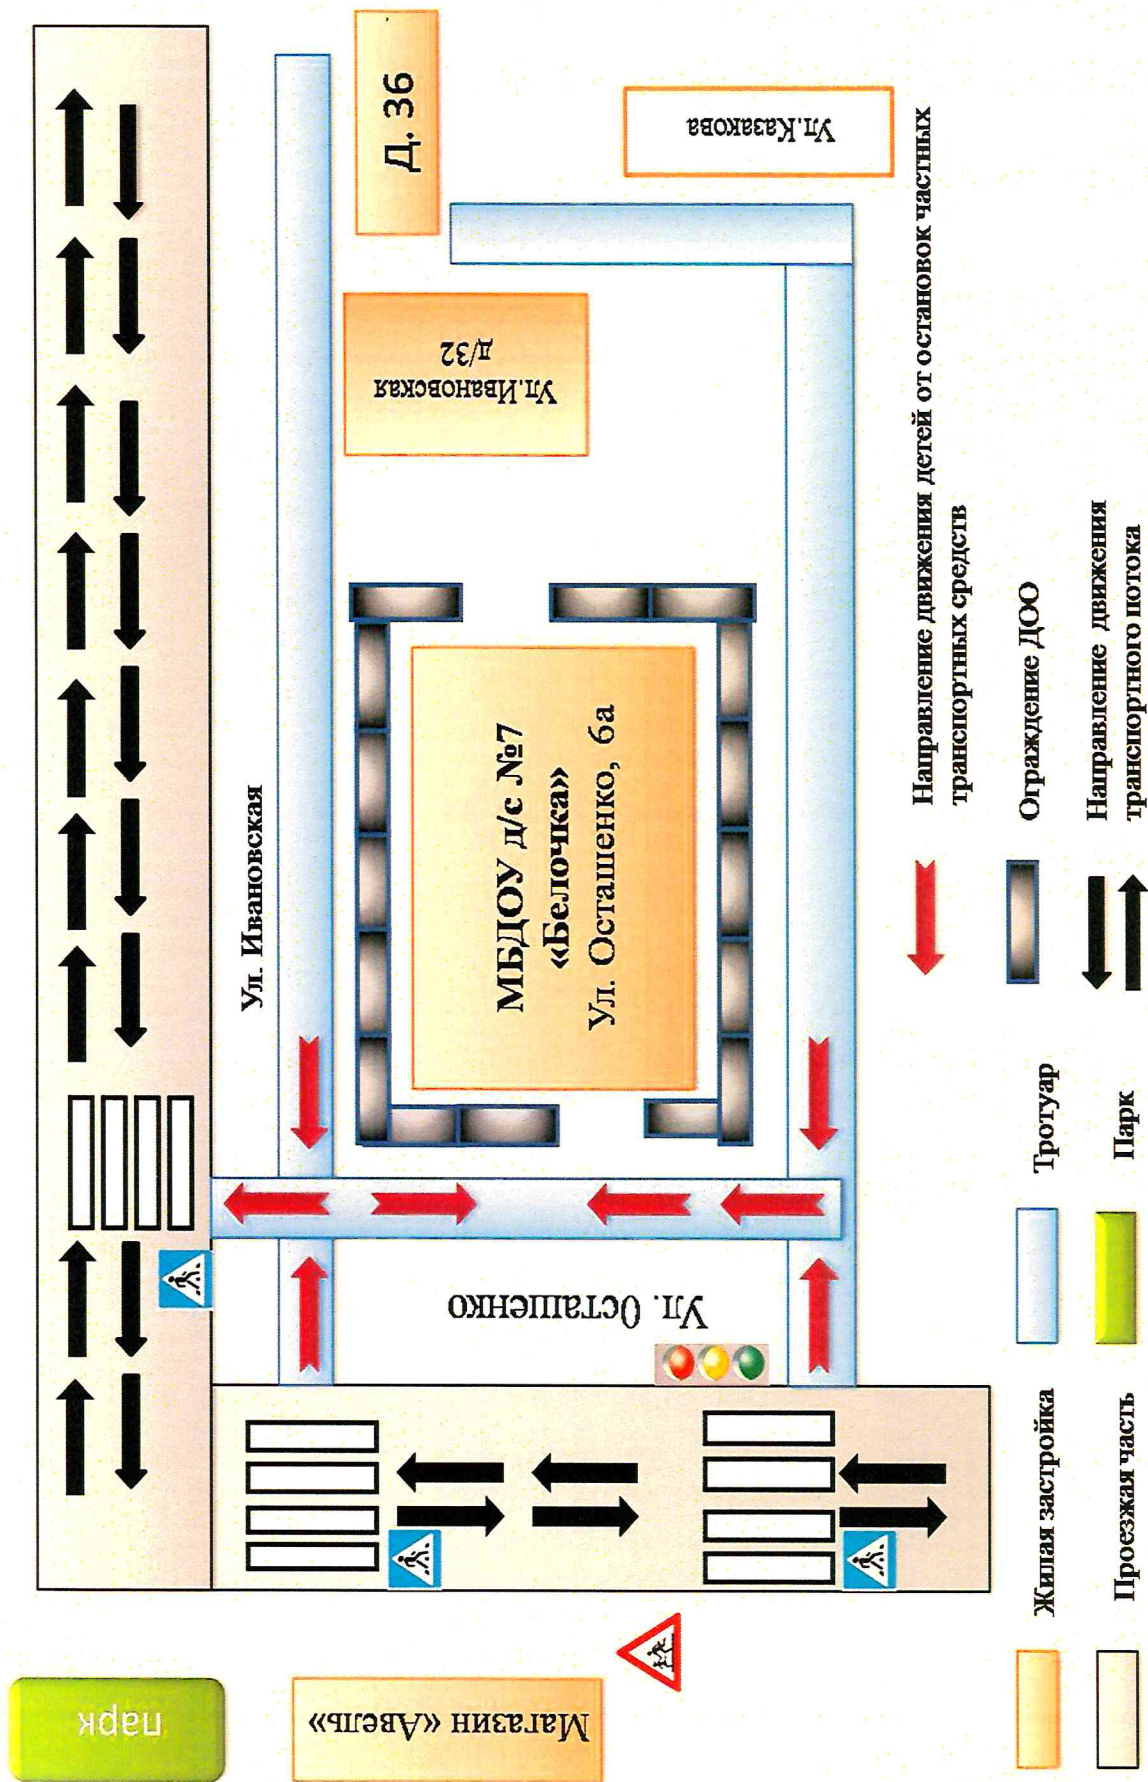 парк
Магазин «Авель»
Ул. Ивановская
Ул. Осташенко
МБДОУ д/с №7
«Белочка»
Ул. Осташенко, 6а
Ул.Ивановская
д/32
Д. 36
Ул.Казакова
Жилая застройка
Проезжая часть
Тротуар
Парк
Направление движения детей от остановок частных
транспортных средств
Ограждение ДОО
Направление движения
транспортного потока